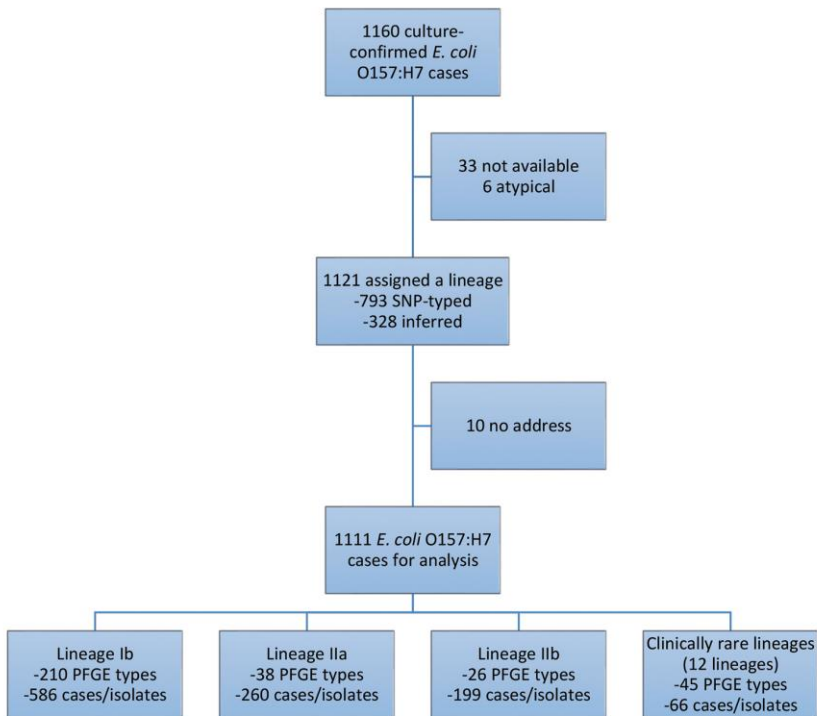 1160 culture-
confirmed E. coli
O157:H7 cases
33 not available
6 atypical
1121 assigned a lineage
-793 SNP-typed
-328 inferred
10 no address
1111 E. coli O157:H7
cases for analysis
Lineage Ib
-210 PFGE types
-586 cases/isolates
Lineage IIa
-38 PFGE types
-260 cases/isolates
Lineage IIb
-26 PFGE types
-199 cases/isolates
Clinically rare lineages
(12 lineages)
-45 PFGE types
-66 cases/isolates